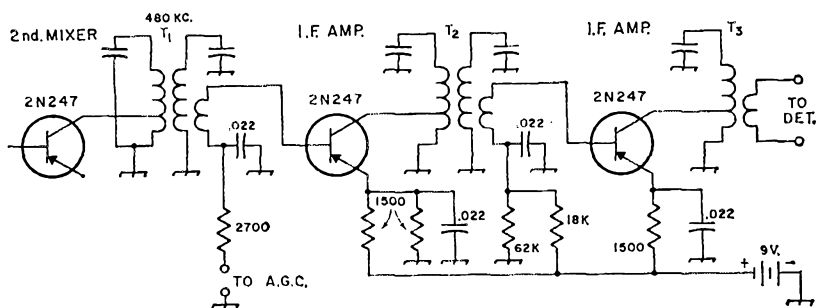 480 KC.
2nd. MIXER
T1
I.F. AMP.
T2
I.F. AMP.
T3
2N247
2N247
2N247
.022
.022
TO
DET.
2700
1500
.022
62K
18K
1500
.022
9V.
+ −
TO A.G.C.